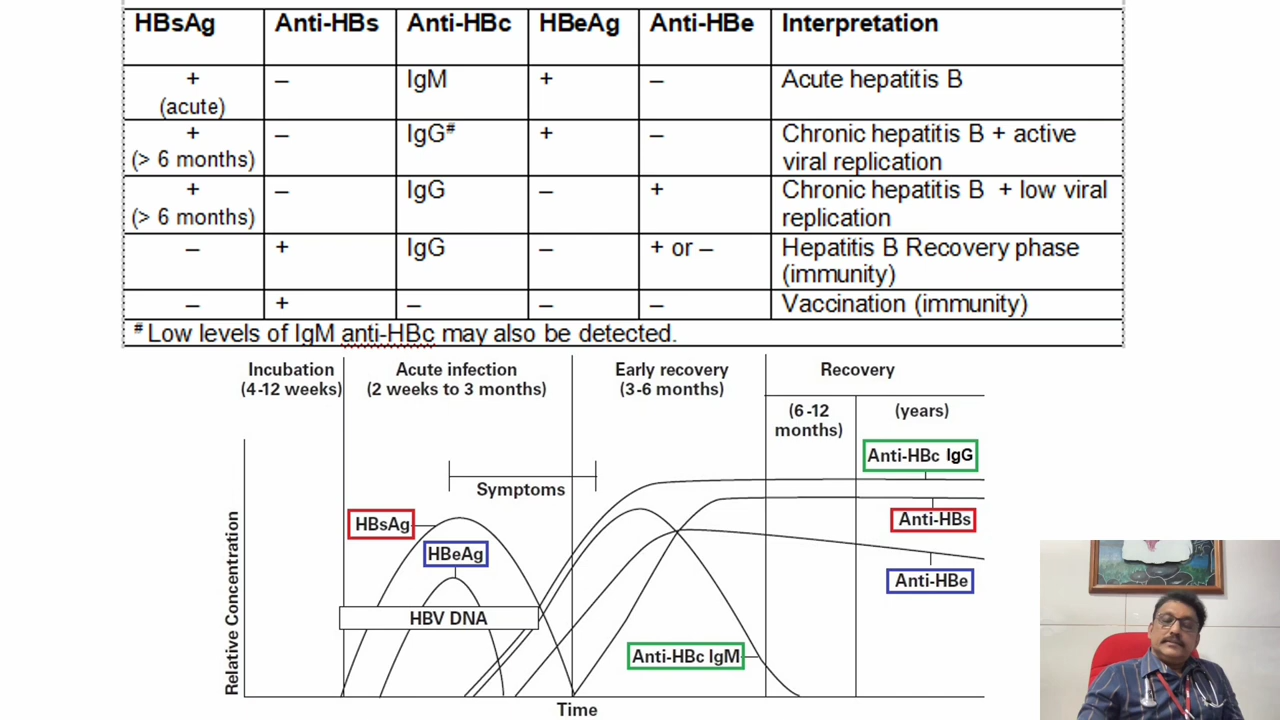 HBsAg Anti-HBs Anti-HBc HBeAg Anti-HBe Interpretation
+ – IgM + – Acute hepatitis B
(acute)
+ – IgG# + – Chronic hepatitis B + active
(> 6 months) viral replication
+ – IgG – + Chronic hepatitis B + low viral
(> 6 months) replication
– + IgG – + or – Hepatitis B Recovery phase
(immunity)
– + – – – Vaccination (immunity)
# Low levels of IgM anti-HBc may also be detected.
Incubation Acute infection Early recovery Recovery
(4-12 weeks) (2 weeks to 3 months) (3-6 months)
(6-12 (years)
months)
Anti-HBc IgG
Symptoms
HBsAg Anti-HBs
HBeAg
Anti-HBe
HBV DNA
Anti-HBc IgM
Relative Concentration
Time